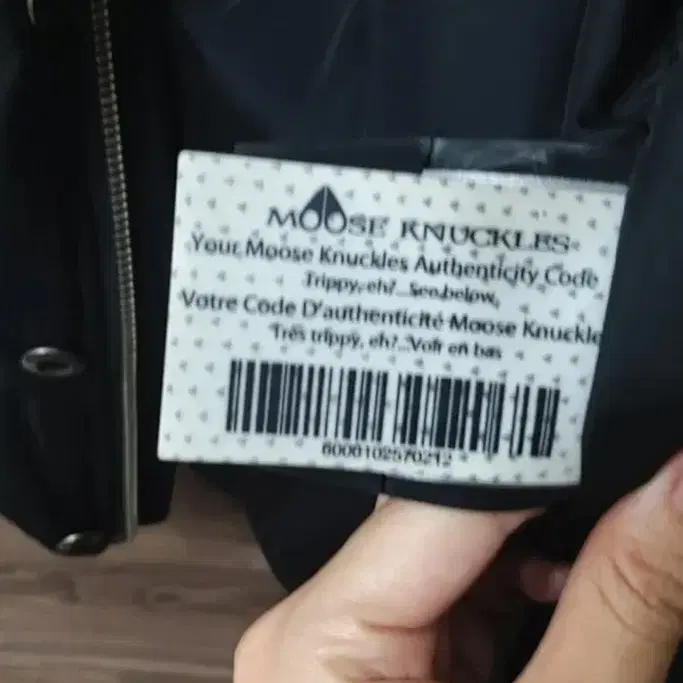 MOOSE KNUCKLES
Your Moose Knuckles Authenticity Code
Trippy, eh?...See below
Votre Code D'authenticité Moose Knuckle
Très trippy, eh?...Voir en bas
6000102570212